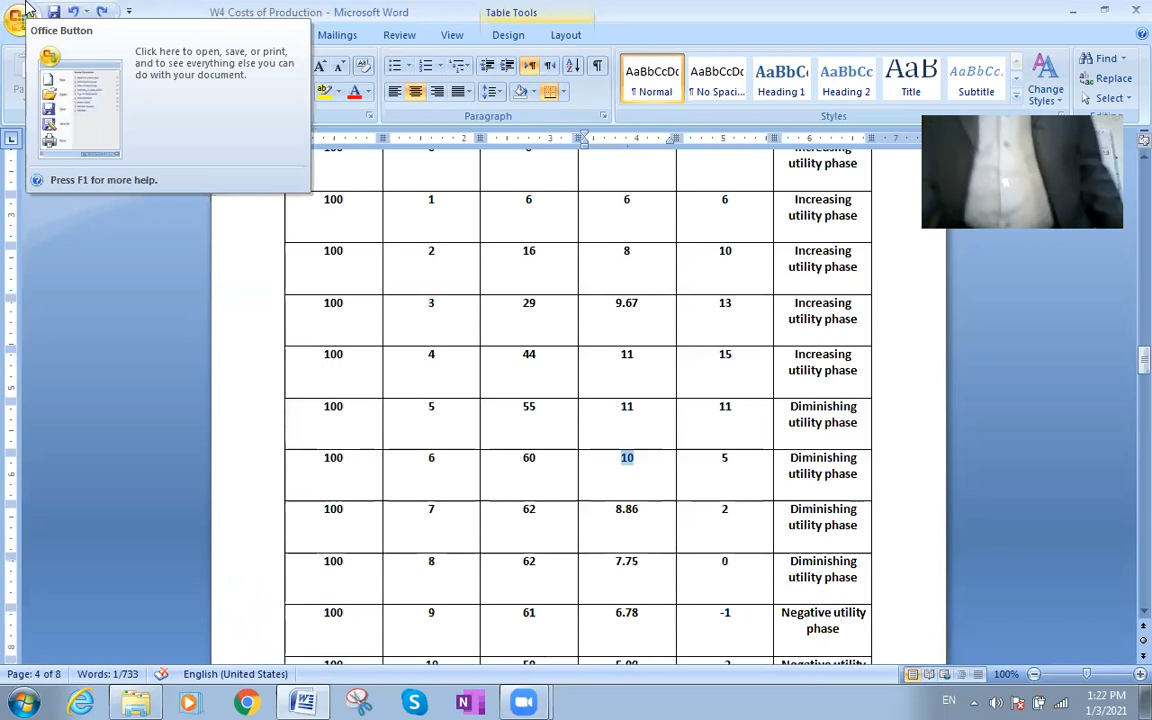 W4 Costs of Production - Microsoft Word
Table Tools
Office Button
Click here to open, save, or print,
and to see everything else you can
do with your document.
Press F1 for more help.
Mailings Review View Design Layout
AaBbCcDc AaBbCcDc AaBbC AaBbCc AaB AaBbCc.
¶ Normal ¶ No Spaci... Heading 1 Heading 2 Title Subtitle
Change
Styles
Find
Replace
Select
Paragraph Styles
utility phase
100 1 6 6 6 Increasing
utility phase
100 2 16 8 10 Increasing
utility phase
100 3 29 9.67 13 Increasing
utility phase
100 4 44 11 15 Increasing
utility phase
100 5 55 11 11 Diminishing
utility phase
100 6 60 10 5 Diminishing
utility phase
100 7 62 8.86 2 Diminishing
utility phase
100 8 62 7.75 0 Diminishing
utility phase
100 9 61 6.78 -1 Negative utility
phase
Page: 4 of 8 Words: 1/733 English (United States) 100%
EN 1:22 PM
1/3/2021